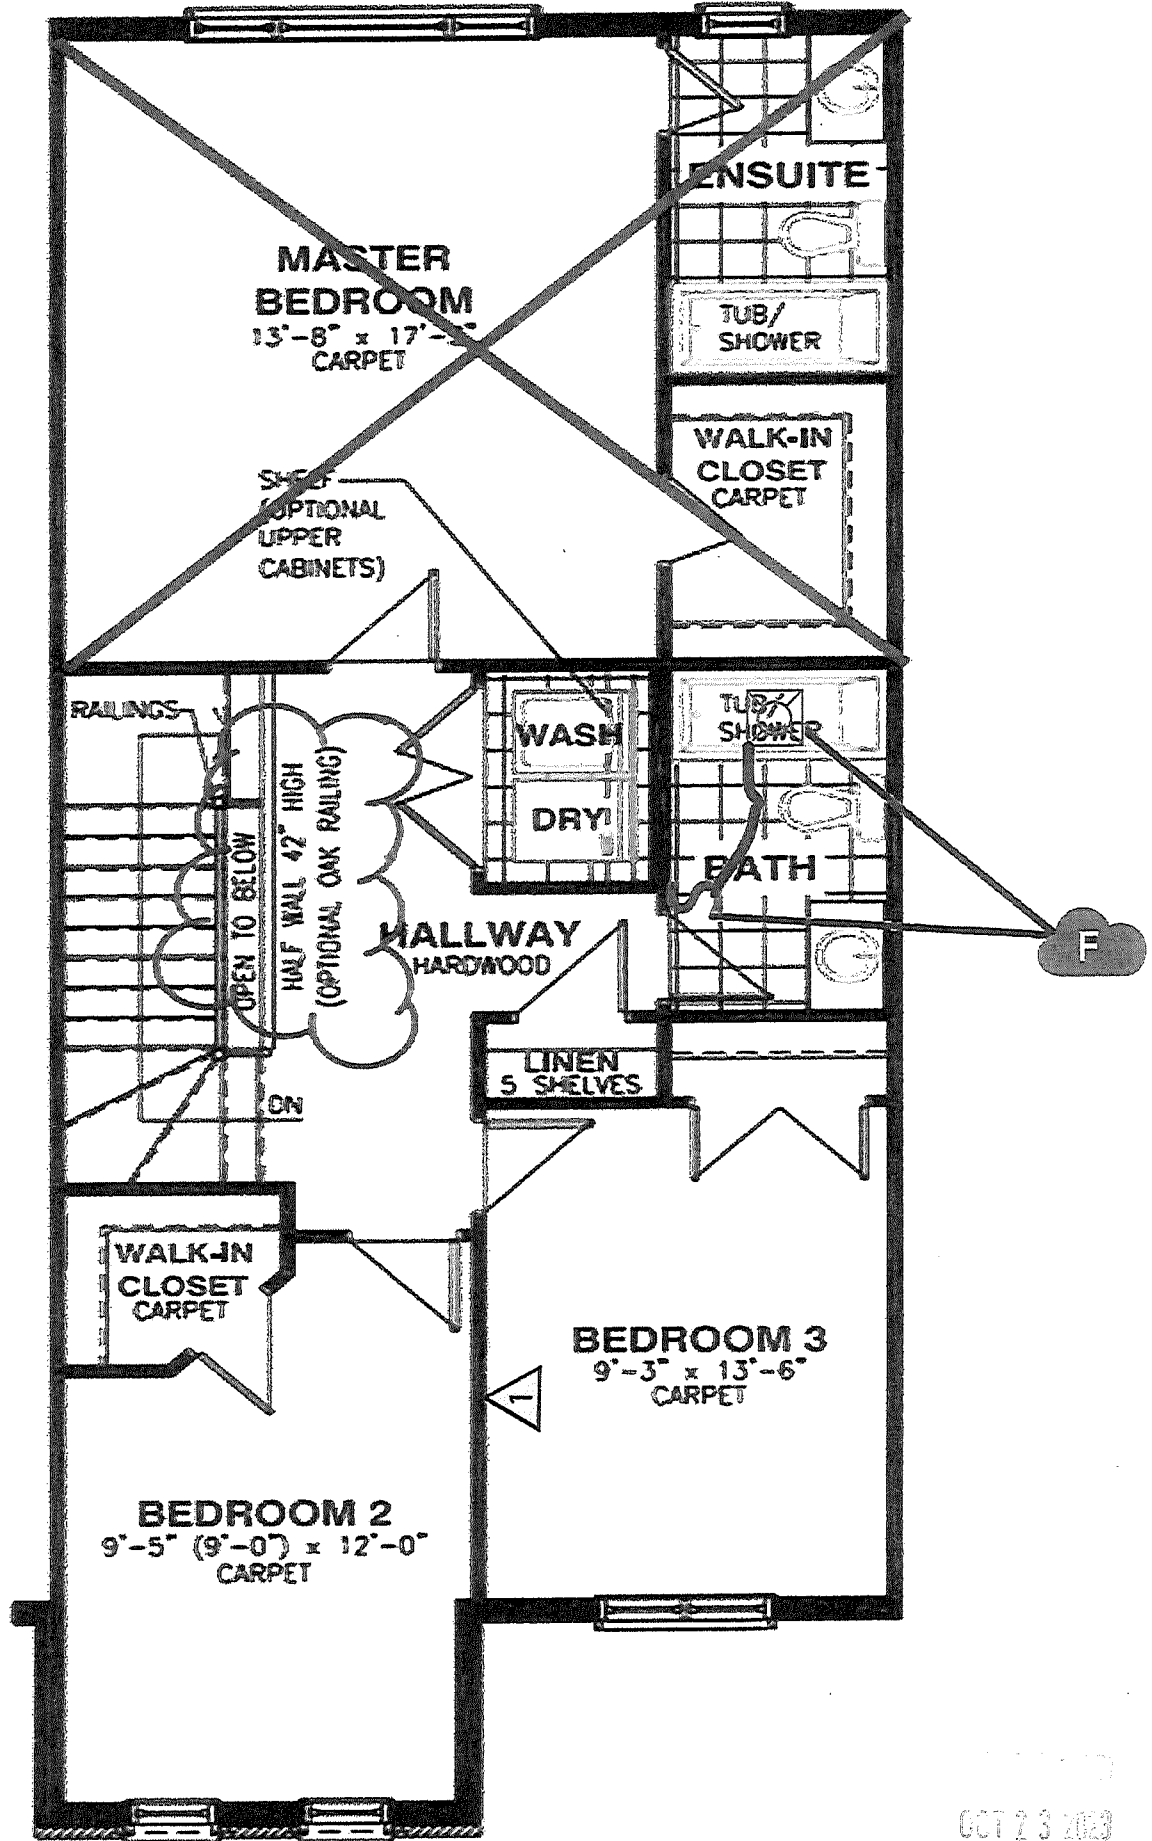 ENSUITE
MASTER
BEDROOM
13'-8" x 17'-
CARPET
TUB/
SHOWER
WALK-IN
CLOSET
CARPET
SHELF
(OPTIONAL
UPPER
CABINETS)
RAILINGS
OPEN TO BELOW
HALF WALL 42" HIGH
(OPTIONAL OAK RAILING)
WASH
DRY
TUB/
SHOWER
BATH
F
HALLWAY
HARDWOOD
LINEN
5 SHELVES
DN
WALK-IN
CLOSET
CARPET
BEDROOM 3
9'-3" x 13'-6"
CARPET
1
BEDROOM 2
9'-5" (9'-0") x 12'-0"
CARPET
OCT 23